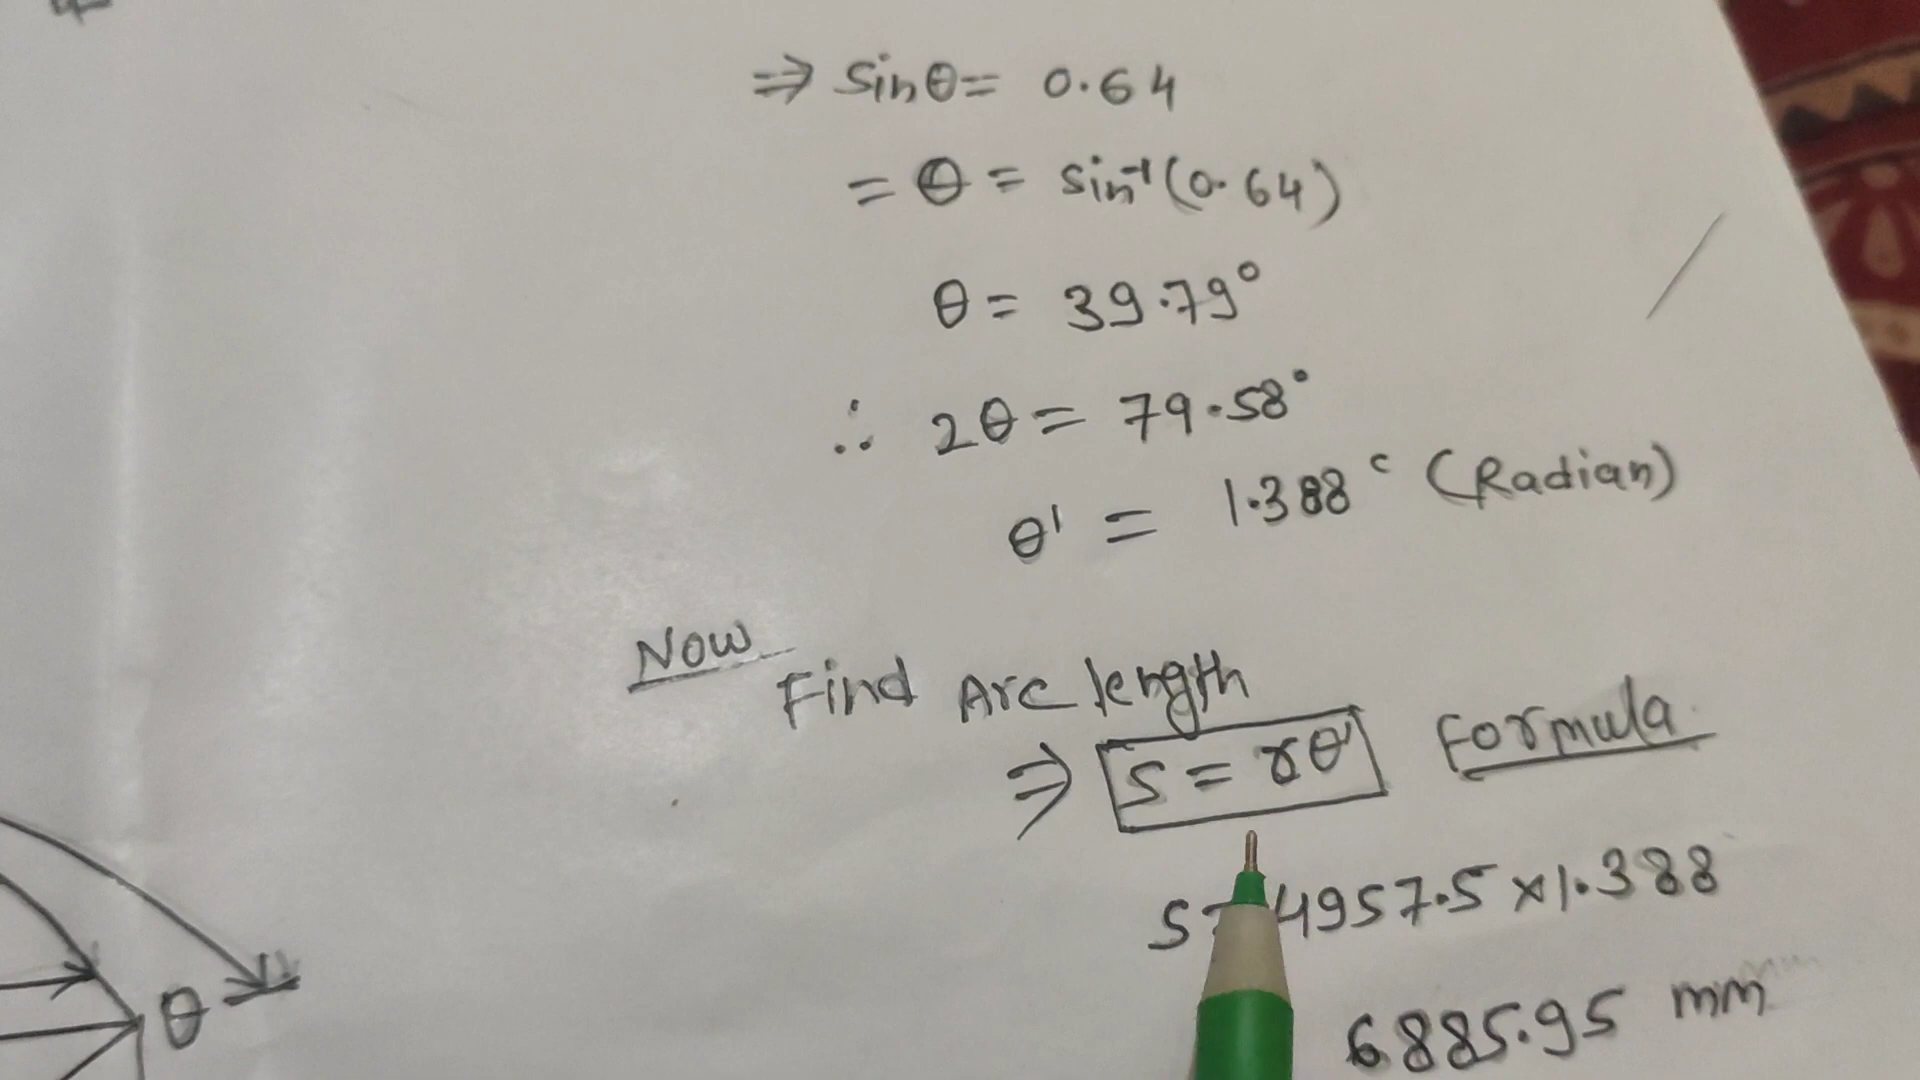 ⇒ Sinθ = 0.64
= θ = sin⁻¹(0.64)
θ = 39.79°
∴ 2θ = 79.58°
θ' = 1.388ᶜ (Radian)
Now
Find Arc length
⇒ S = rθ' Formula
S = 4957.5 × 1.388
6885.95 mm
θ